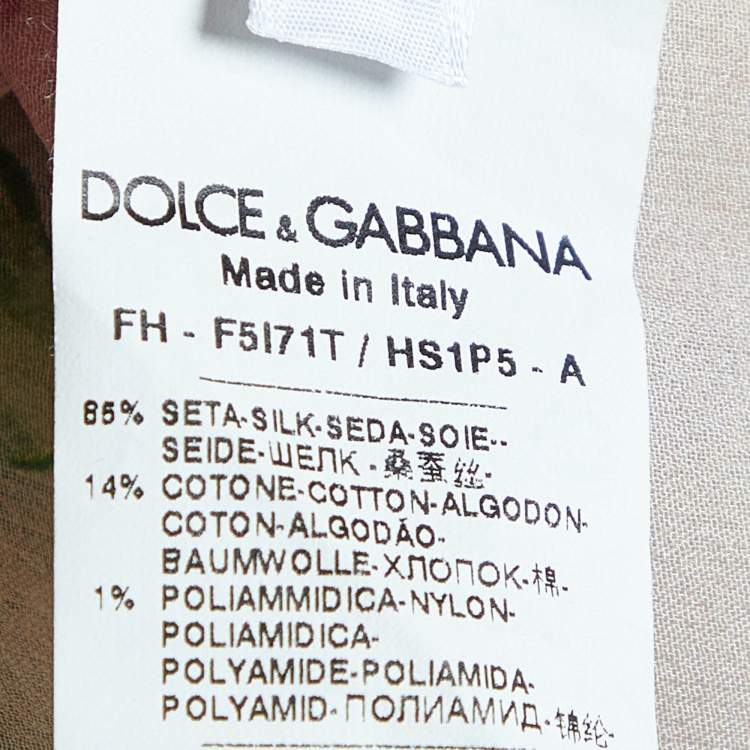 DOLCE & GABBANA
Made in Italy
FH - F5I71T / HS1P5 - A
85% SETA-SILK-SEDA-SOIE--
SEIDE-ШЕЛК-桑蚕丝-
14% COTONE-COTTON-ALGODON-
COTON-ALGODÃO-
BAUMWOLLE-ХЛОПОК-棉-
1% POLIAMMIDICA-NYLON-
POLIAMIDICA-
POLYAMIDE-POLIAMIDA-
POLYAMID-ПОЛИАМИД-锦纶-